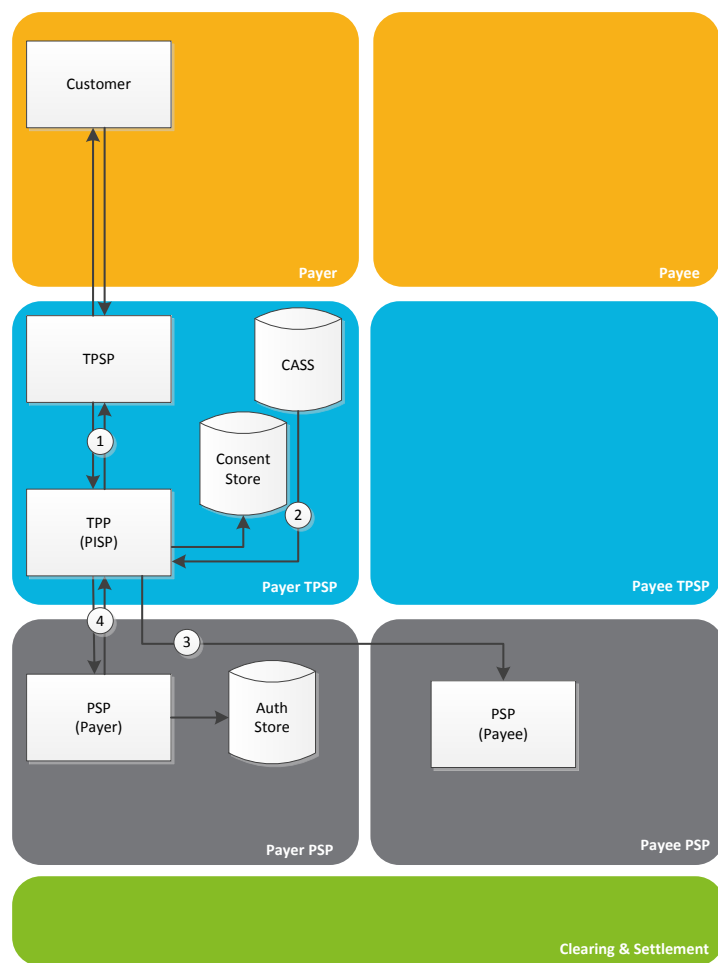 Customer
Payer
Payee
TPSP
CASS
1
Consent
Store
2
TPP
(PISP)
Payer TPSP
Payee TPSP
4
3
PSP
(Payer)
Auth
Store
PSP
(Payee)
Payer PSP
Payee PSP
Clearing & Settlement